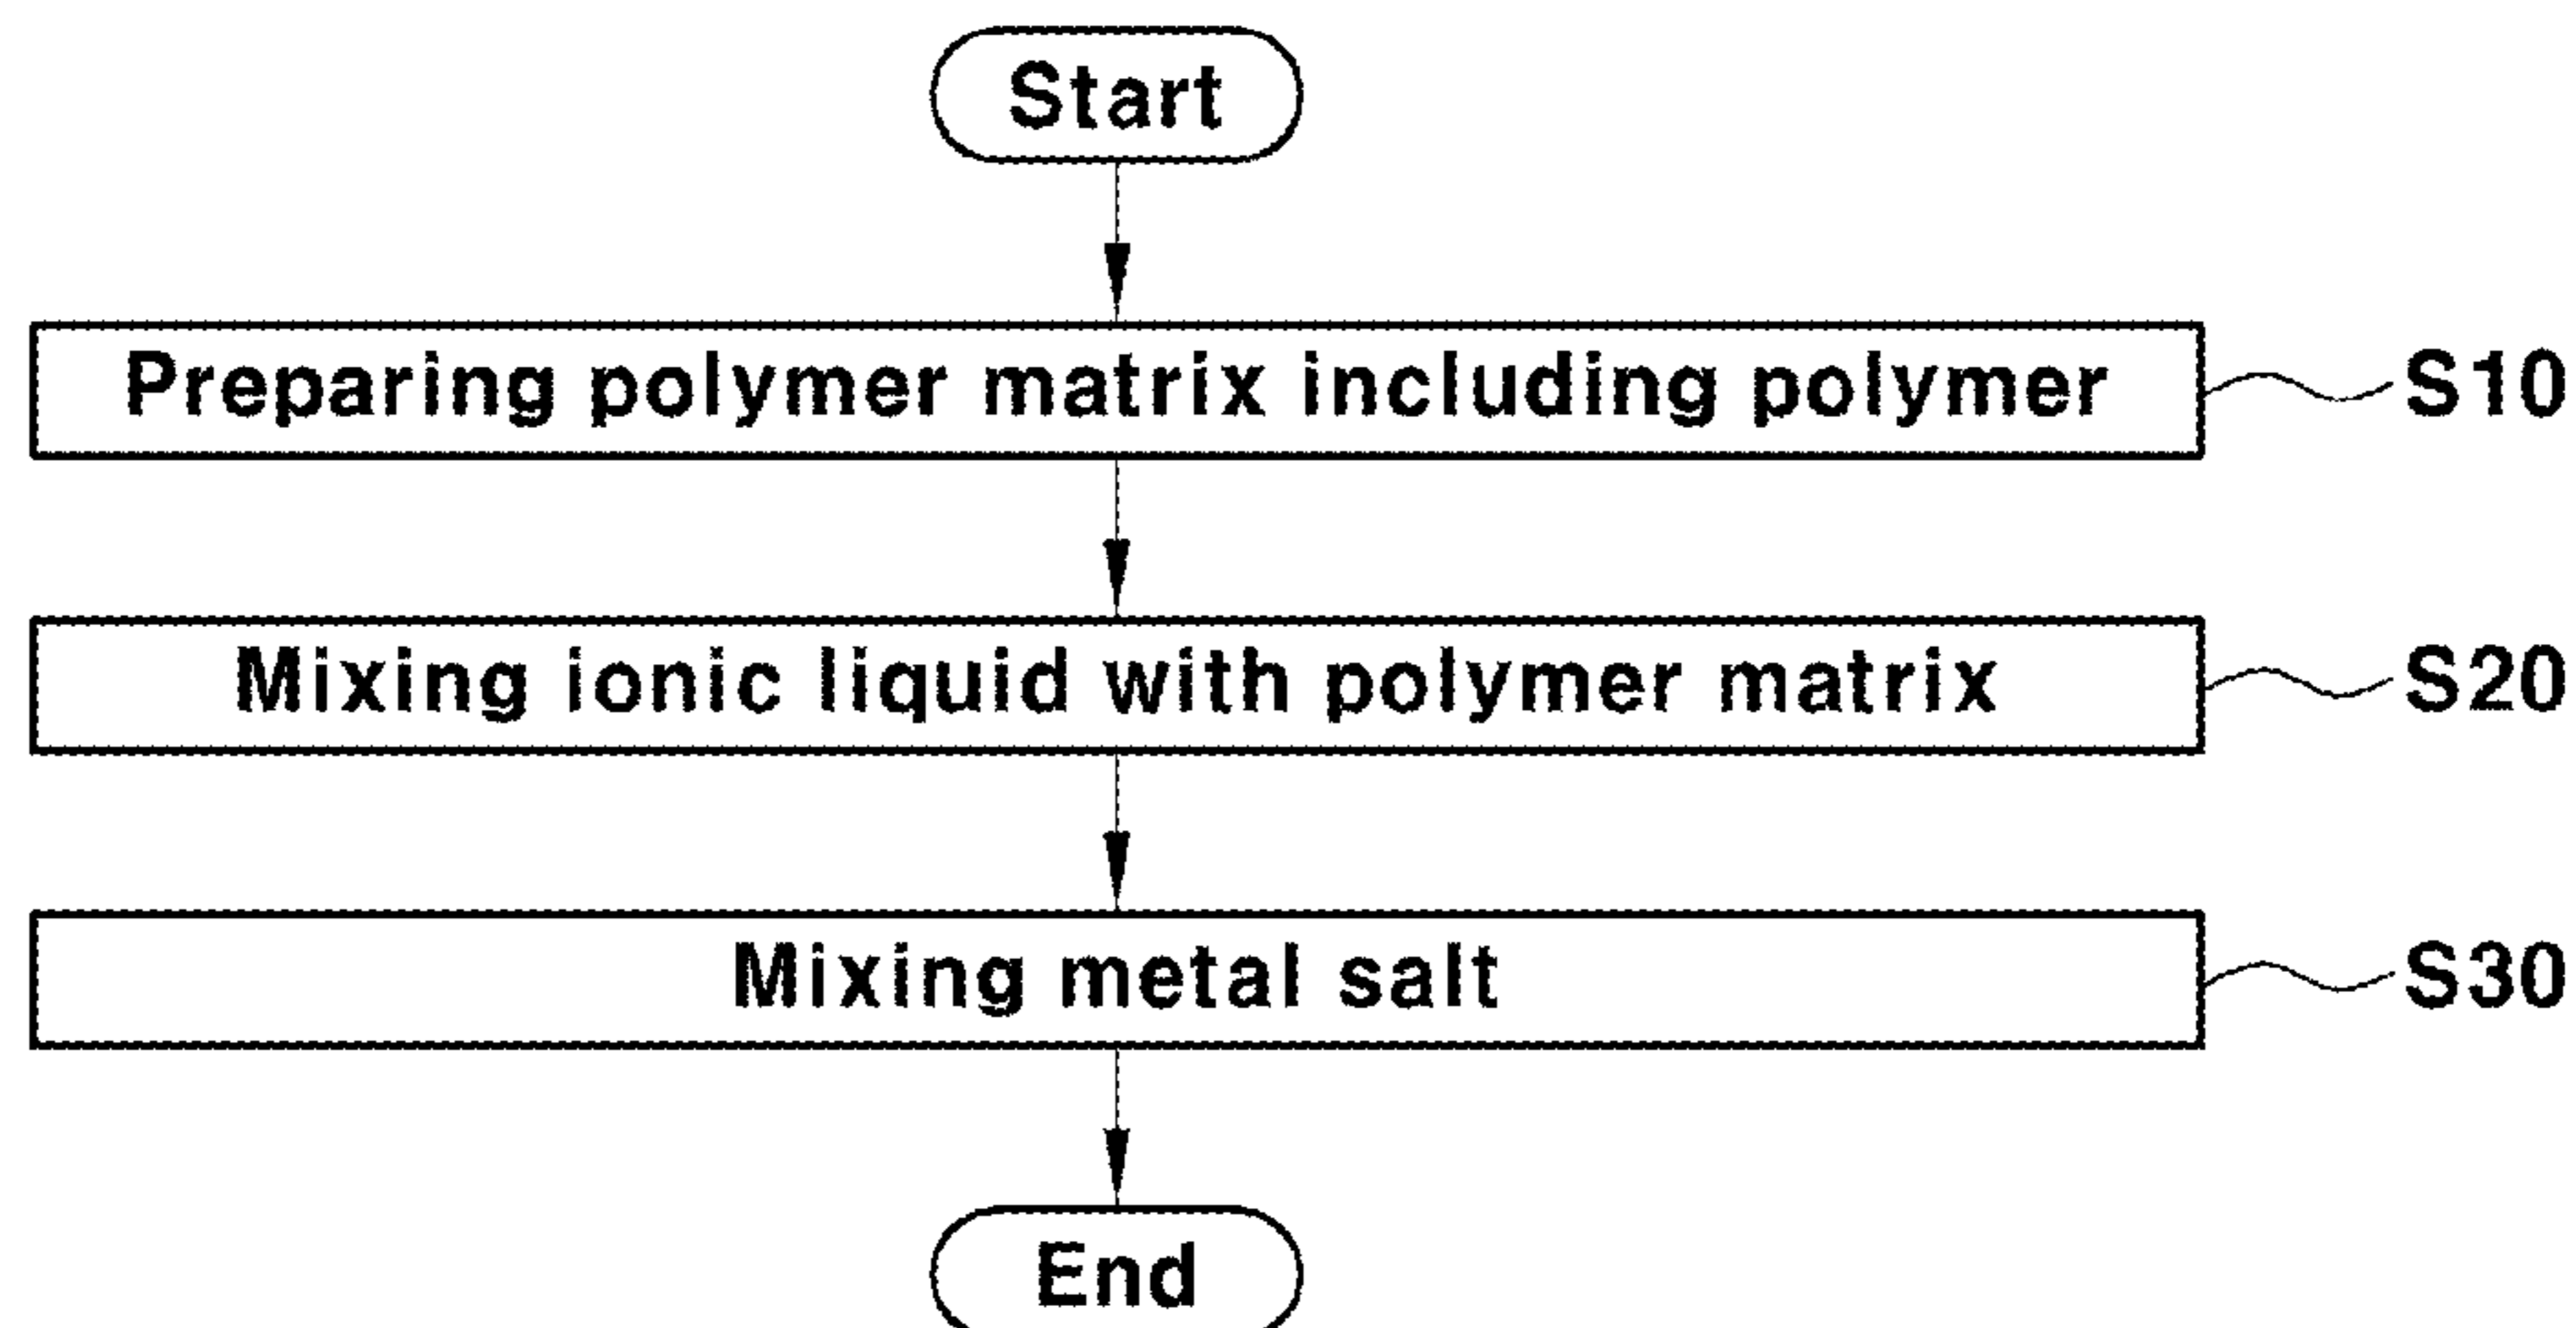 Start
Preparing polymer matrix including polymer
S10
Mixing ionic liquid with polymer matrix
S20
Mixing metal salt
S30
End